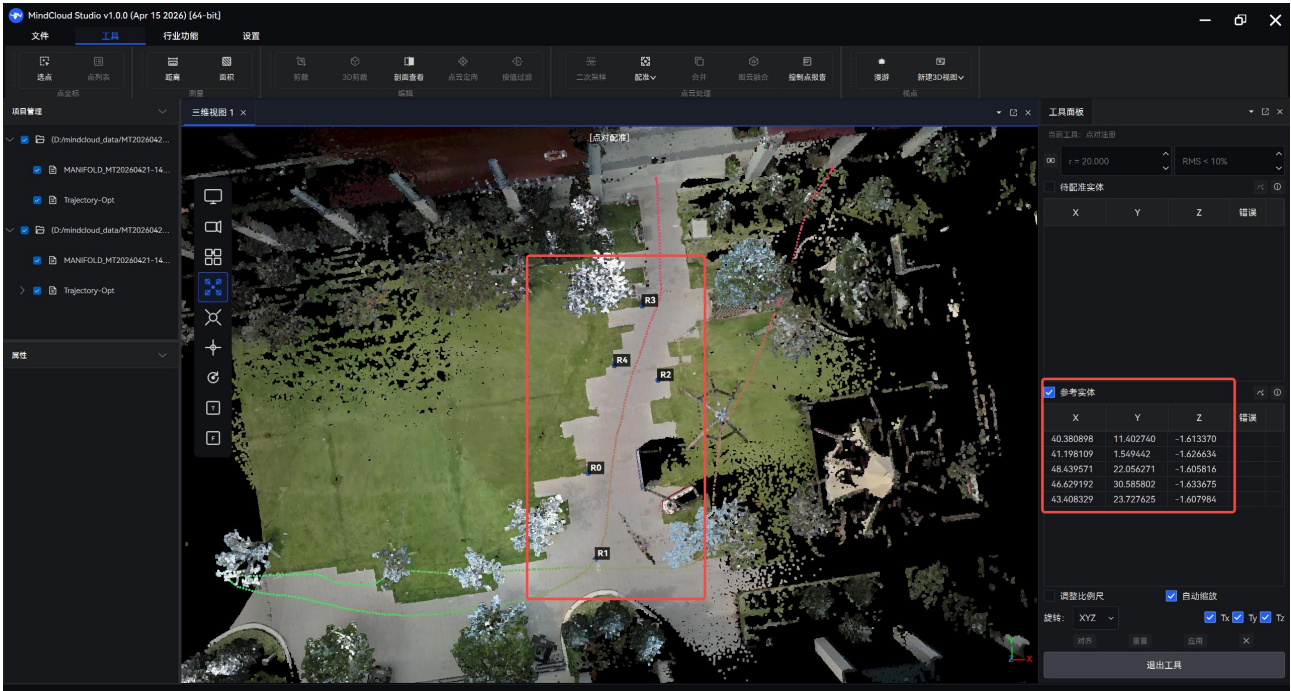 MindCloud Studio v1.0.0 (Apr 15 2026) [64-bit]
文件 工具 行业功能 设置
选点 点列表 距离 面积 剪裁 3D剪裁 剖面查看 点云定向 按值过滤 二次采样 配准 合并 图云融合 控制点报告 漫游 新建3D视图
点坐标 测量 编辑 点云处理 视点
项目管理
(D:/mindcloud_data/MT2026042...
MANIFOLD_MT20260421-14...
Trajectory-Opt
(D:/mindcloud_data/MT2026042...
MANIFOLD_MT20260421-14...
Trajectory-Opt
属性
三维视图 1 ×
[点对配准]
R3
R4
R2
R0
R1
X
Z
工具面板
当前工具: 点对注册
r = 20.000 RMS < 10%
待配准实体
X Y Z 错误
参考实体
X Y Z 错误
40.380898 11.402740 -1.613370
41.198109 1.549442 -1.626634
48.439571 22.056271 -1.605816
46.629192 30.585802 -1.633675
43.408329 23.727625 -1.607984
调整比例尺 自动缩放
旋转: XYZ Tx Ty Tz
对齐 重置 应用 ×
退出工具